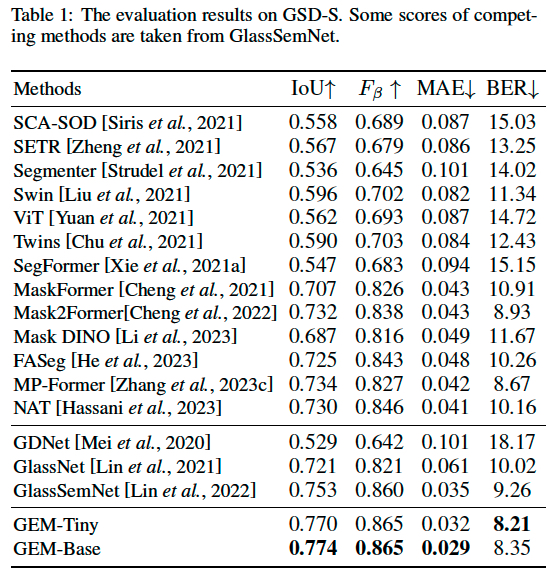 Table 1: The evaluation results on GSD-S. Some scores of compet-
ing methods are taken from GlassSemNet.
Methods IoU↑ Fβ ↑ MAE↓ BER↓
SCA-SOD [Siris et al., 2021] 0.558 0.689 0.087 15.03
SETR [Zheng et al., 2021] 0.567 0.679 0.086 13.25
Segmenter [Strudel et al., 2021] 0.536 0.645 0.101 14.02
Swin [Liu et al., 2021] 0.596 0.702 0.082 11.34
ViT [Yuan et al., 2021] 0.562 0.693 0.087 14.72
Twins [Chu et al., 2021] 0.590 0.703 0.084 12.43
SegFormer [Xie et al., 2021a] 0.547 0.683 0.094 15.15
MaskFormer [Cheng et al., 2021] 0.707 0.826 0.043 10.91
Mask2Former[Cheng et al., 2022] 0.732 0.838 0.043 8.93
Mask DINO [Li et al., 2023] 0.687 0.816 0.049 11.67
FASeg [He et al., 2023] 0.725 0.843 0.048 10.26
MP-Former [Zhang et al., 2023c] 0.734 0.827 0.042 8.67
NAT [Hassani et al., 2023] 0.730 0.846 0.041 10.16
GDNet [Mei et al., 2020] 0.529 0.642 0.101 18.17
GlassNet [Lin et al., 2021] 0.721 0.821 0.061 10.02
GlassSemNet [Lin et al., 2022] 0.753 0.860 0.035 9.26
GEM-Tiny 0.770 0.865 0.032 8.21
GEM-Base 0.774 0.865 0.029 8.35